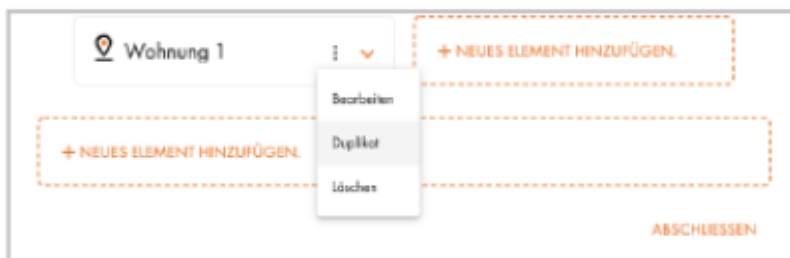 Wohnung 1
+ NEUES ELEMENT HINZUFÜGEN.
Bearbeiten
+ NEUES ELEMENT HINZUFÜGEN.
Duplikat
Löschen
ABSCHLIESSEN